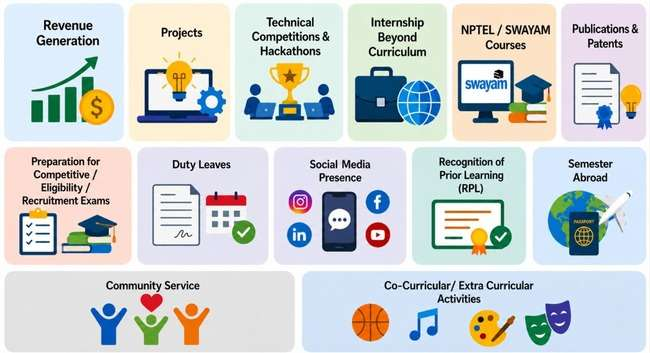 Revenue
Generation
Projects
Technical
Competitions &
Hackathons
Internship
Beyond
Curriculum
NPTEL / SWAYAM
Courses
swayam
Publications &
Patents
Preparation for
Competitive /
Eligibility /
Recruitment Exams
Duty Leaves
Social Media
Presence
in
f
Recognition of
Prior Learning
(RPL)
Semester
Abroad
PASSPORT
Community Service
Co-Curricular/ Extra Curricular
Activities